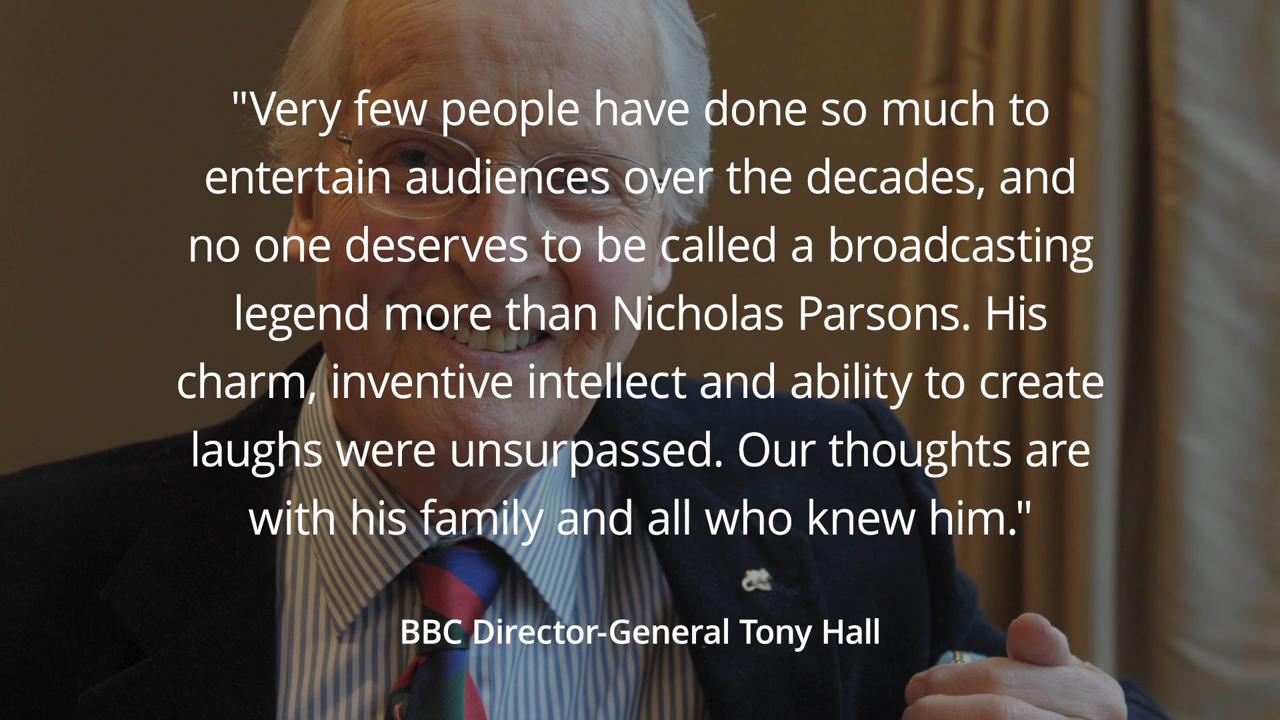 "Very few people have done so much to
entertain audiences over the decades, and
no one deserves to be called a broadcasting
legend more than Nicholas Parsons. His
charm, inventive intellect and ability to create
laughs were unsurpassed. Our thoughts are
with his family and all who knew him."
BBC Director-General Tony Hall